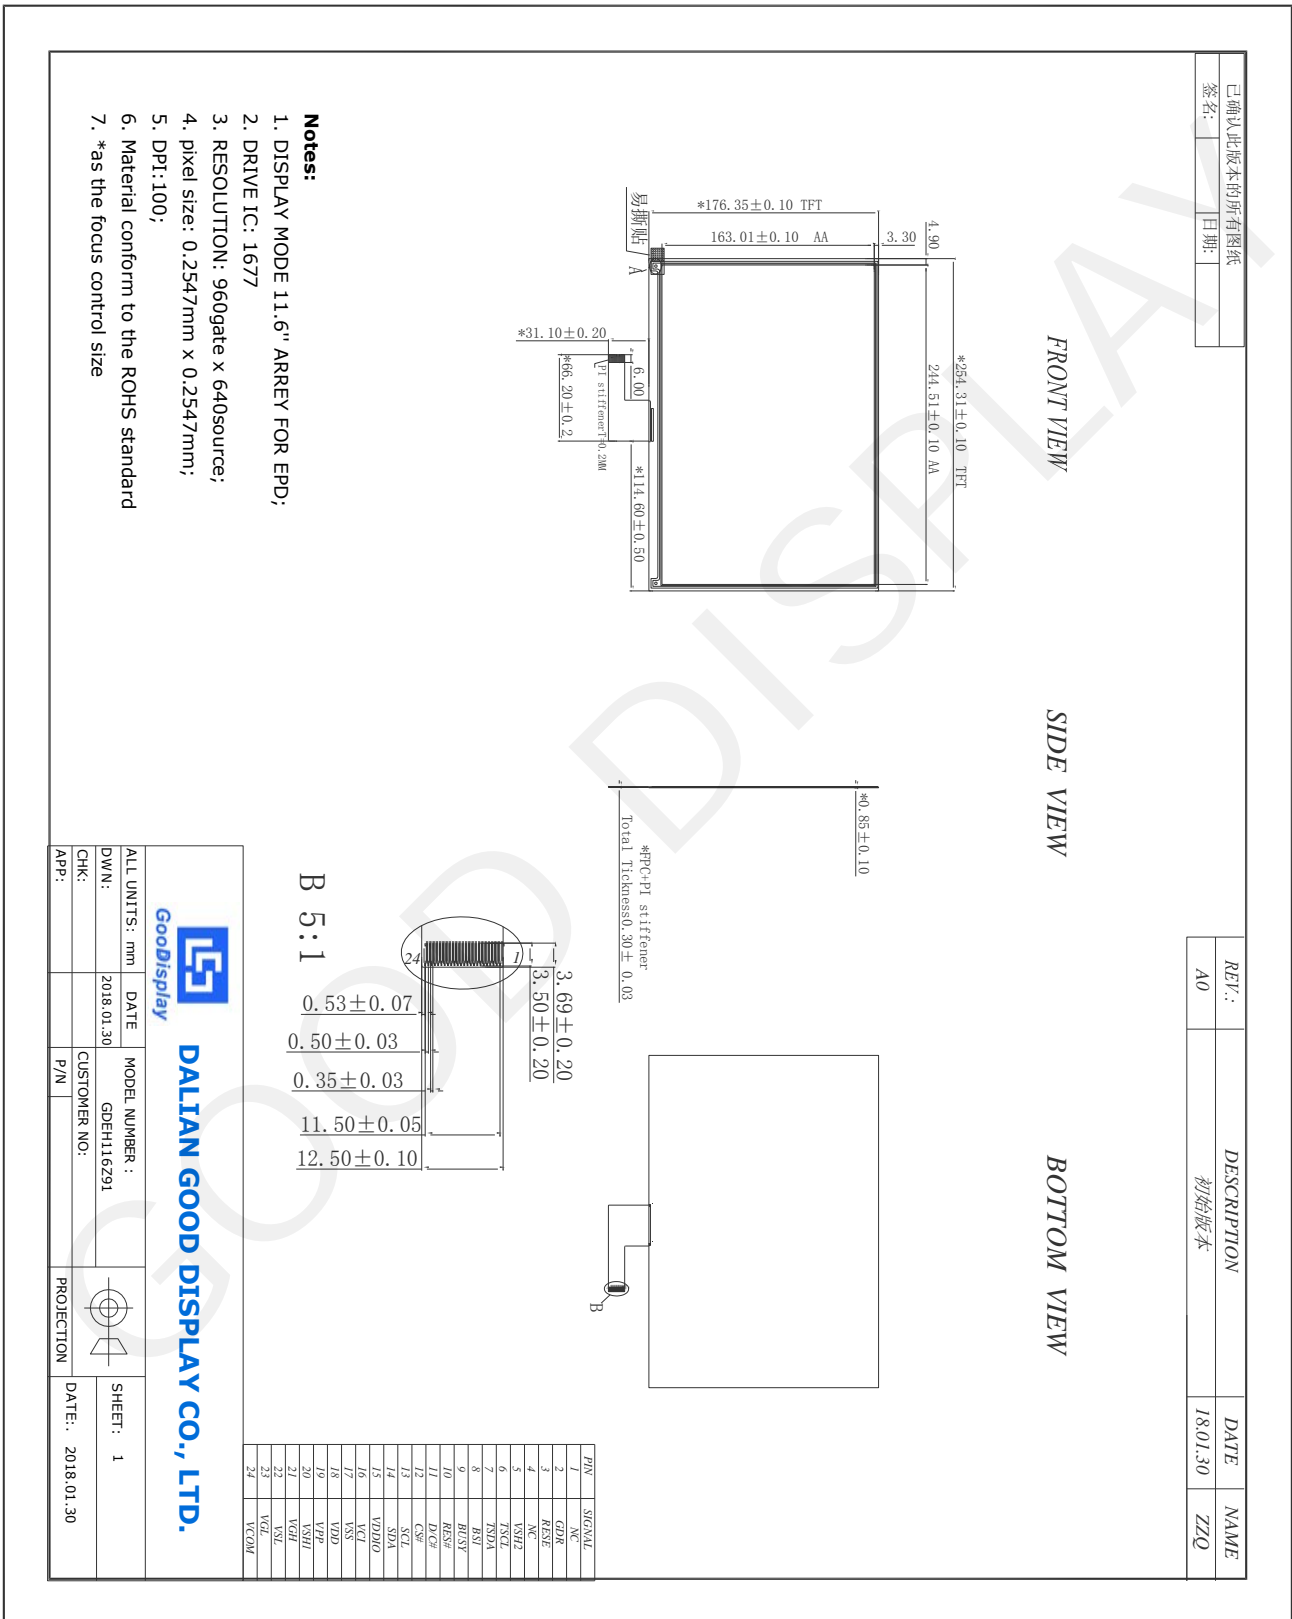 已确认此版本的所有图纸
签名:
日期:
REV.: DESCRIPTION DATE NAME
A0 初始版本 18.01.30 ZZQ
FRONT VIEW
SIDE VIEW
BOTTOM VIEW
*254.31±0.10 TFT
244.51±0.10 AA
4.90
3.30
*176.35±0.10 TFT
163.01±0.10 AA
易撕贴
A
*31.10±0.20
6.00
PI stiffenerT=0.2MM
*66.20±0.2
*114.60±0.50
*0.85±0.10
*FPC+PI stiffener
Total Tickness0.30± 0.03
B
3.69±0.20
3.50±0.20
1
24
0.53±0.07
0.50±0.03
0.35±0.03
11.50±0.05
12.50±0.10
B 5:1
Notes:
1. DISPLAY MODE 11.6'' ARREY FOR EPD;
2. DRIVE IC: 1677
3. RESOLUTION: 960gate x 640source;
4. pixel size: 0.2547mm x 0.2547mm;
5. DPI:100;
6. Material conform to the ROHS standard
7. *as the focus control size
PIN SIGNAL
1 NC
2 GDR
3 RESE
4 NC
5 VSH2
6 TSCL
7 TSDA
8 BS1
9 BUSY
10 RES#
11 D/C#
12 CS#
13 SCL
14 SDA
15 VDDIO
16 VCI
17 VSS
18 VDD
19 VPP
20 VSH1
21 VGH
22 VSL
23 VGL
24 VCOM
GooDisplay
DALIAN GOOD DISPLAY CO., LTD.
ALL UNITS: mm DATE
DWN: 2018.01.30
CHK:
APP:
MODEL NUMBER :
GDEH116Z91
CUSTOMER NO:
P/N
PROJECTION
SHEET: 1
DATE:. 2018.01.30
GOOD DISPLAY